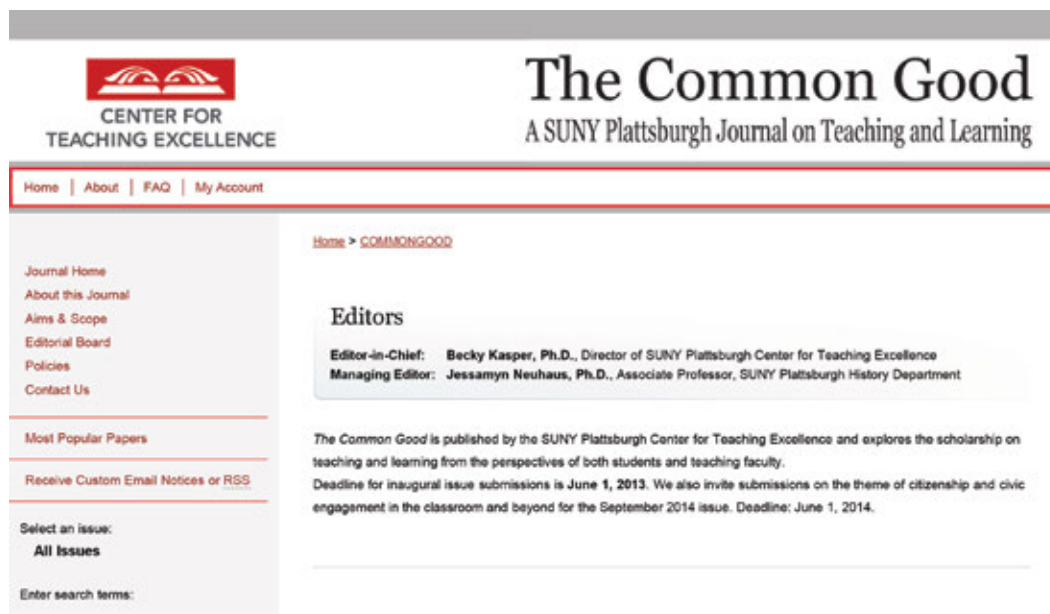 CENTER FOR
TEACHING EXCELLENCE
The Common Good
A SUNY Plattsburgh Journal on Teaching and Learning
Home | About | FAQ | My Account
Journal Home
About this Journal
Aims & Scope
Editorial Board
Policies
Contact Us
Most Popular Papers
Receive Custom Email Notices or RSS
Select an issue:
All Issues
Enter search terms:
Home > COMMONGOOD
Editors
Editor-in-Chief: Becky Kasper, Ph.D., Director of SUNY Plattsburgh Center for Teaching Excellence
Managing Editor: Jessamyn Neuhaus, Ph.D., Associate Professor, SUNY Plattsburgh History Department
The Common Good is published by the SUNY Plattsburgh Center for Teaching Excellence and explores the scholarship on
teaching and learning from the perspectives of both students and teaching faculty.
Deadline for inaugural issue submissions is June 1, 2013. We also invite submissions on the theme of citizenship and civic
engagement in the classroom and beyond for the September 2014 issue. Deadline: June 1, 2014.